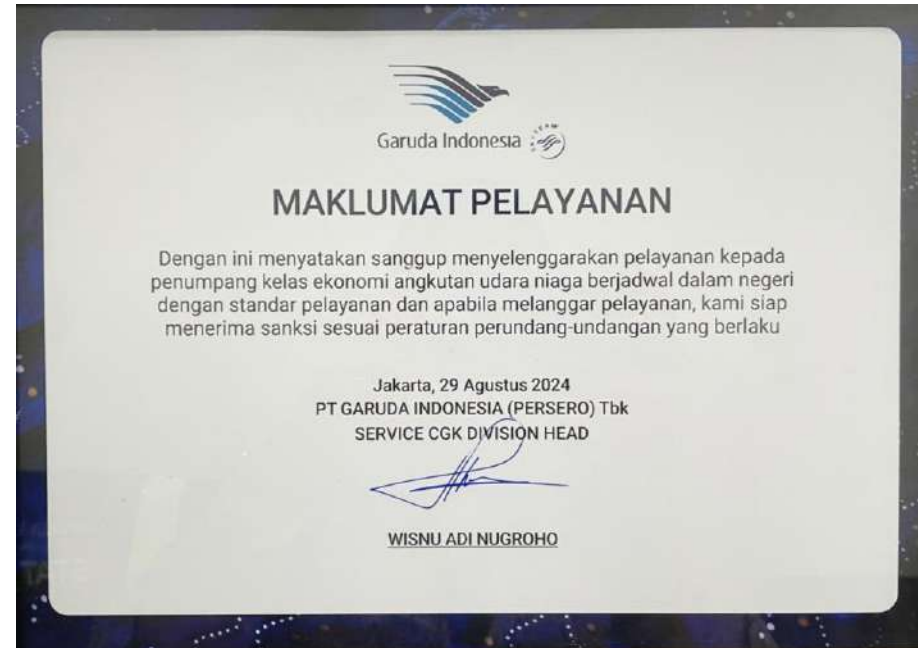 Garuda Indonesia
MAKLUMAT PELAYANAN
Dengan ini menyatakan sanggup menyelenggarakan pelayanan kepada
penumpang kelas ekonomi angkutan udara niaga berjadwal dalam negeri
dengan standar pelayanan dan apabila melanggar pelayanan, kami siap
menerima sanksi sesuai peraturan perundang-undangan yang berlaku
Jakarta, 29 Agustus 2024
PT GARUDA INDONESIA (PERSERO) Tbk
SERVICE CGK DIVISION HEAD
WISNU ADI NUGROHO